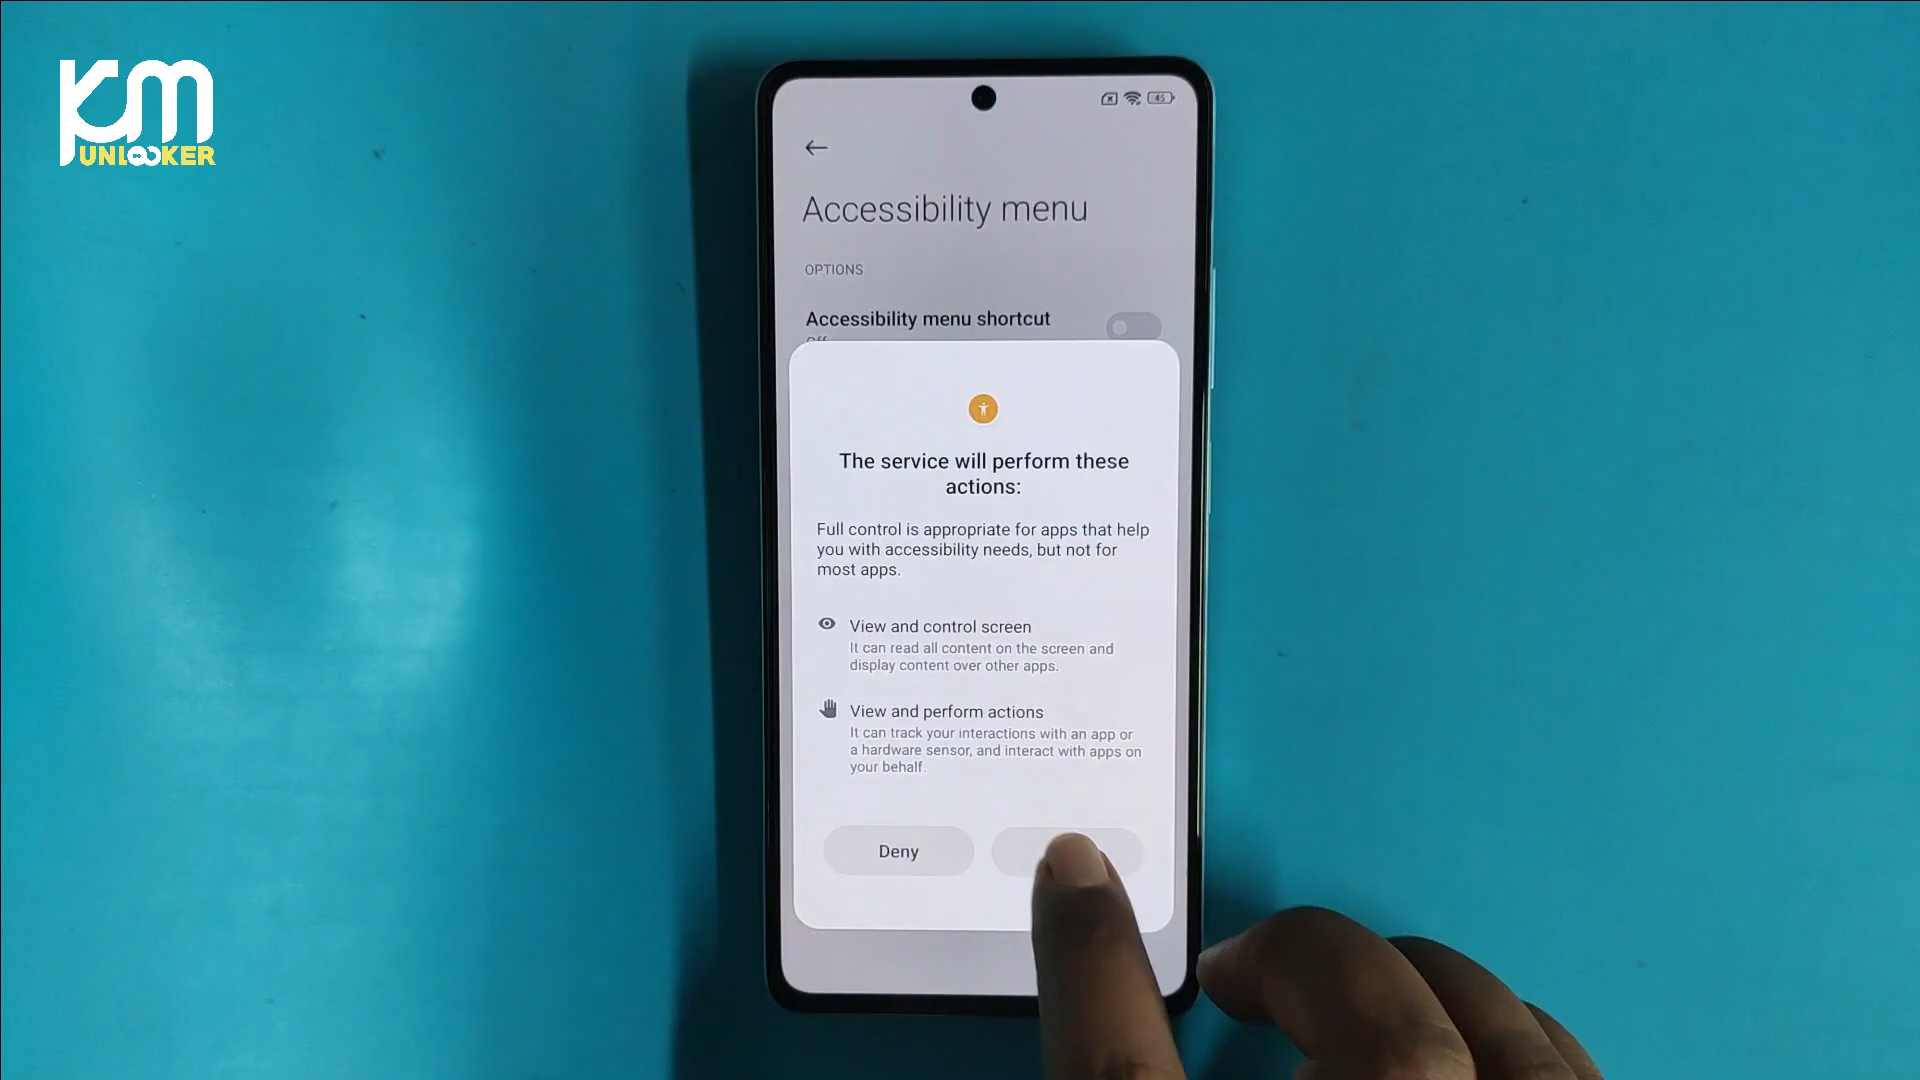 KM
UNLOOKER
45
Accessibility menu
OPTIONS
Accessibility menu shortcut
Off
The service will perform these
actions:
Full control is appropriate for apps that help
you with accessibility needs, but not for
most apps.
View and control screen
It can read all content on the screen and
display content over other apps.
View and perform actions
It can track your interactions with an app or
a hardware sensor, and interact with apps on
your behalf.
Deny